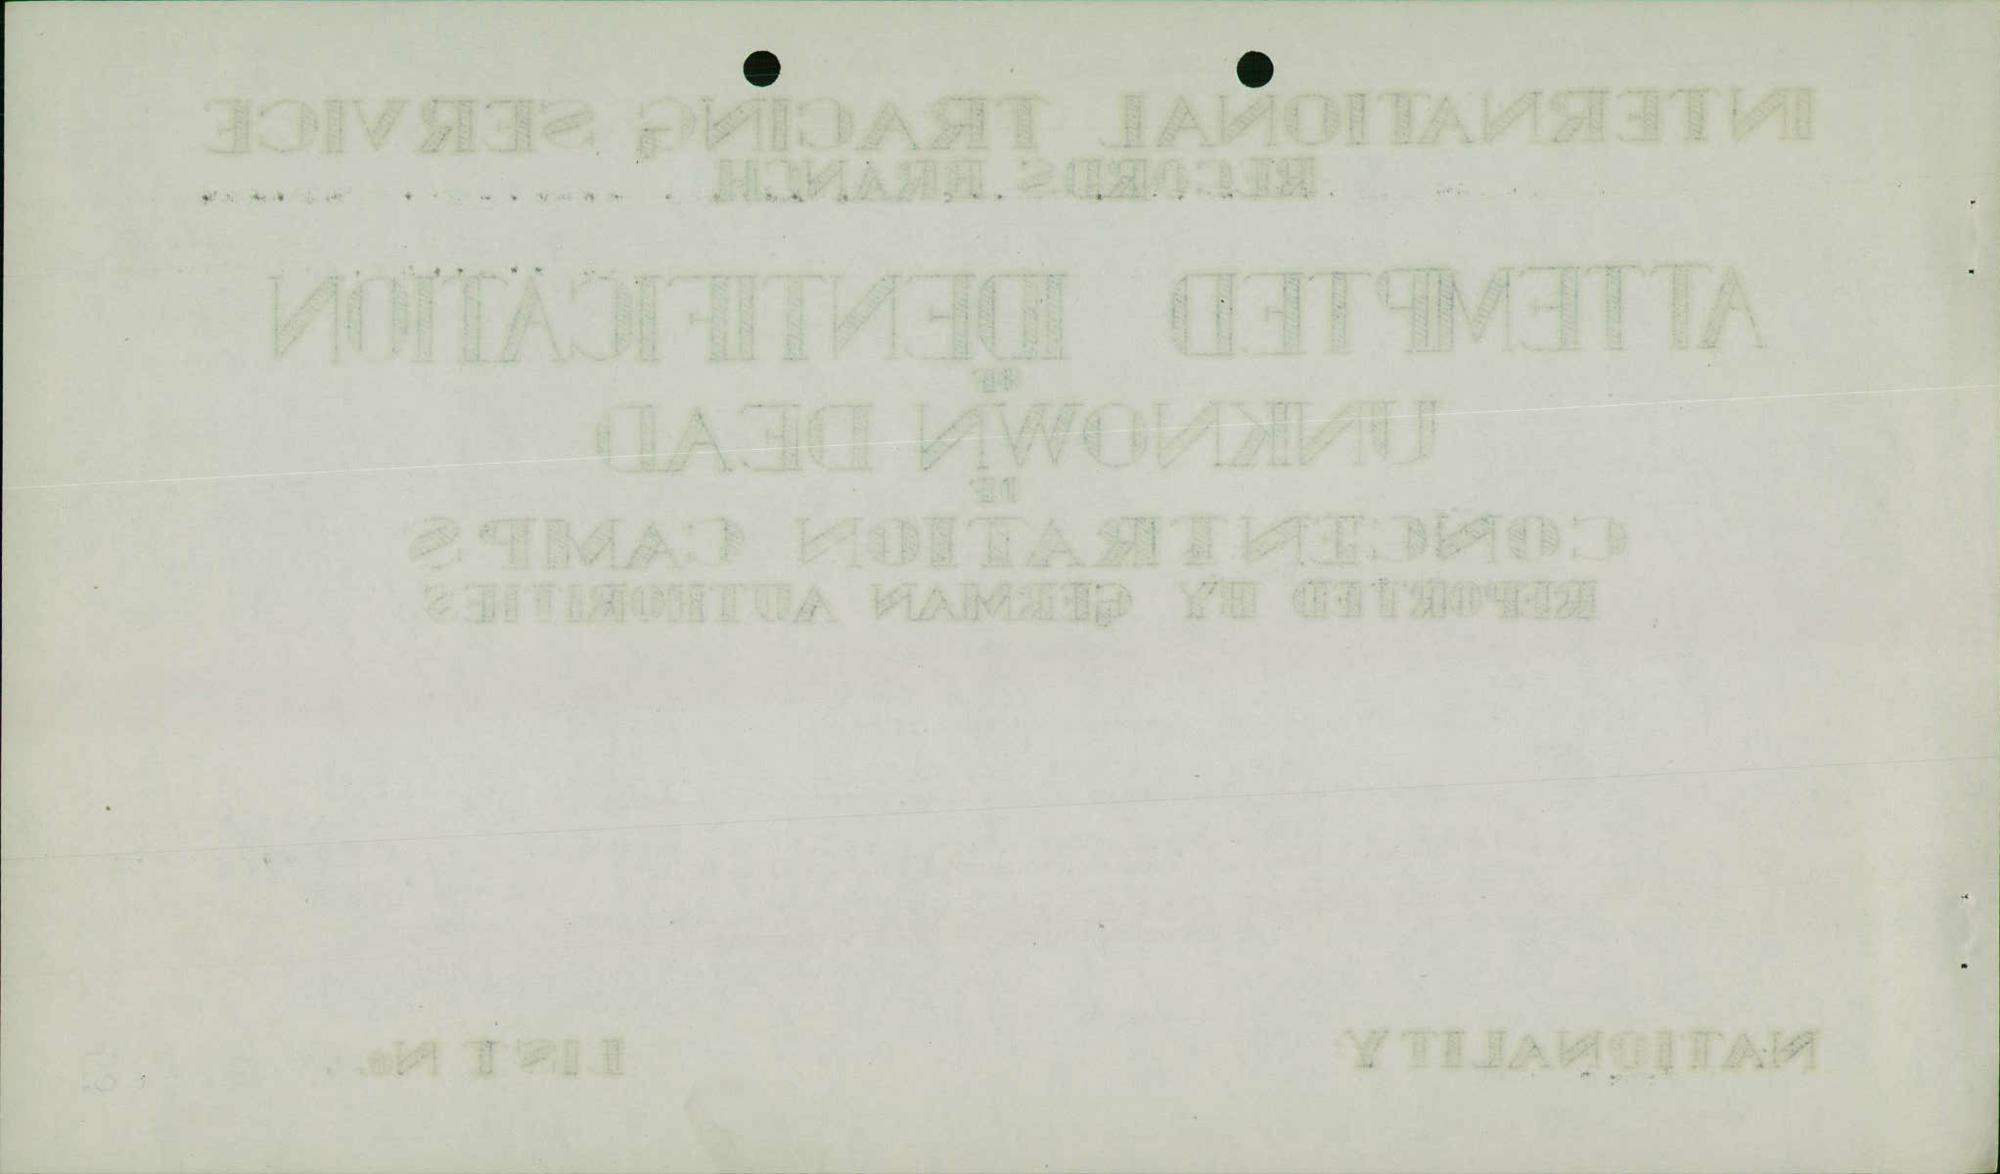 INTERNATIONAL TRACING SERVICE
RECORDS BRANCH
ATTEMPTED IDENTIFICATION
OF
UNKNOWN DEAD
CONCENTRATION CAMPS
REPORTED BY GERMAN AUTHORITIES
NATIONALITY LIST No.